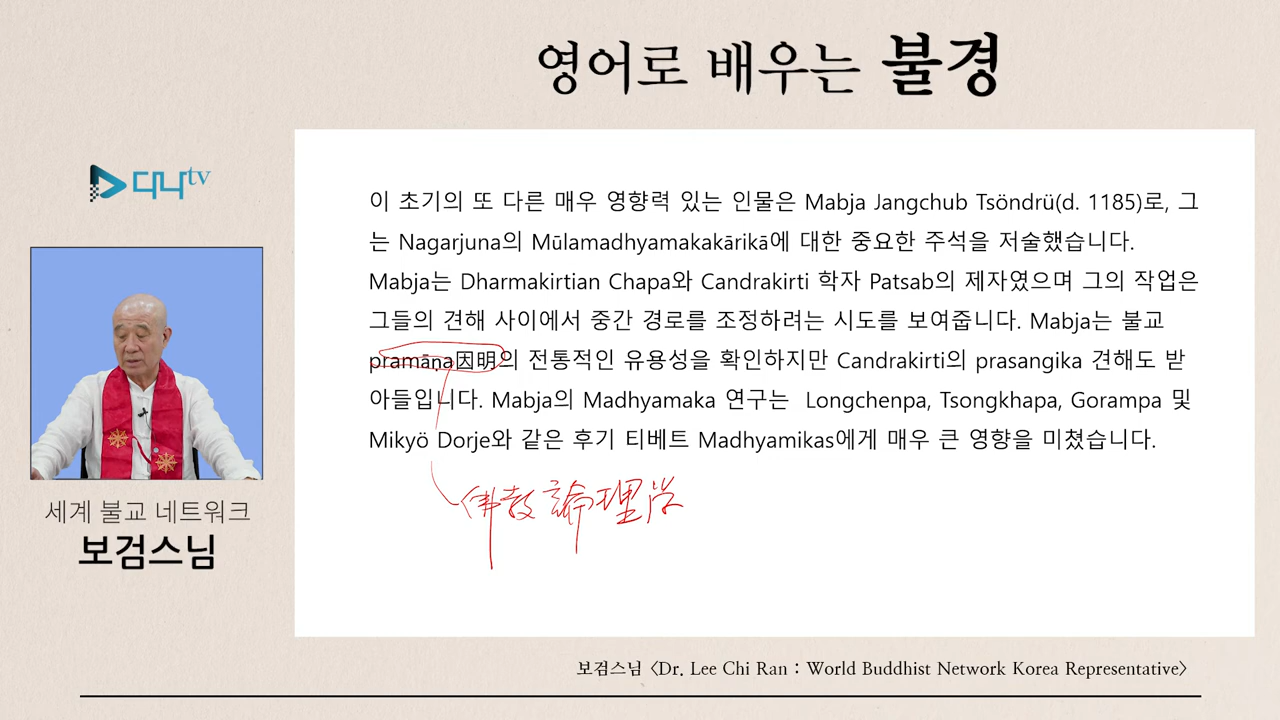 영어로 배우는 불경
디나tv
이 초기의 또 다른 매우 영향력 있는 인물은 Mabja Jangchub Tsöndrü(d. 1185)로, 그
는 Nagarjuna의 Mūlamadhyamakakārikā에 대한 중요한 주석을 저술했습니다.
Mabja는 Dharmakirtian Chapa와 Candrakirti 학자 Patsab의 제자였으며 그의 작업은
그들의 견해 사이에서 중간 경로를 조정하려는 시도를 보여줍니다. Mabja는 불교
pramāṇa因明의 전통적인 유용성을 확인하지만 Candrakirti의 prasangika 견해도 받
아들입니다. Mabja의 Madhyamaka 연구는 Longchenpa, Tsongkhapa, Gorampa 및
Mikyö Dorje와 같은 후기 티베트 Madhyamikas에게 매우 큰 영향을 미쳤습니다.
佛敎論理学
세계 불교 네트워크
보검스님
보검스님 <Dr. Lee Chi Ran : World Buddhist Network Korea Representative>